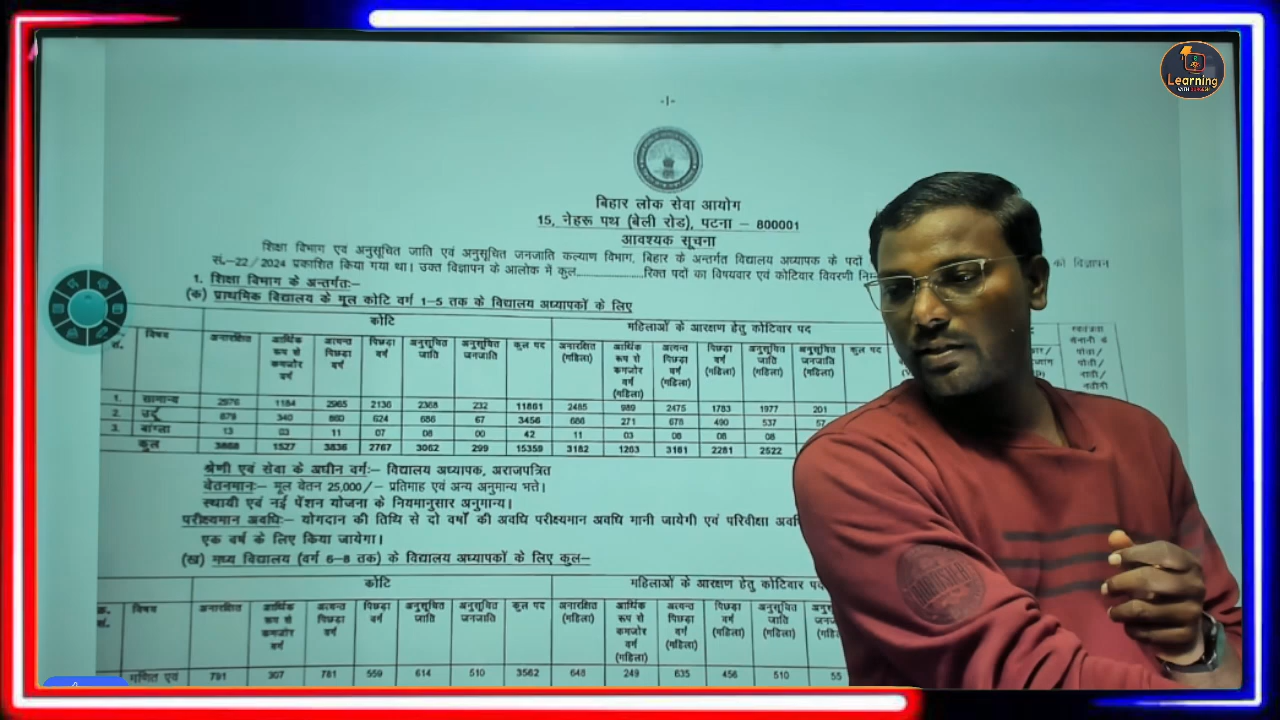 Learning
-1-
बिहार लोक सेवा आयोग
15, नेहरू पथ (बेली रोड), पटना – 800001
आवश्यक सूचना
शिक्षा विभाग एवं अनुसूचित जाति एवं अनुसूचित जनजाति कल्याण विभाग, बिहार के अन्तर्गत विद्यालय अध्यापक के पदों
सं.–22/2024 प्रकाशित किया गया था। उक्त विज्ञापन के आलोक में कुल....................रिक्त पदों का विषयवार एवं कोटिवार विवरणी
को विज्ञापन
1. शिक्षा विभाग के अन्तर्गतः–
(क) प्राथमिक विद्यालय के मूल कोटि वर्ग 1–5 तक के विद्यालय अध्यापकों के लिए
कोटि महिलाओं के आरक्षण हेतु कोटिवार पद
सं. विषय अनारक्षित आर्थिक रूप से कमजोर वर्ग अत्यन्त पिछड़ा वर्ग पिछड़ा वर्ग अनुसूचित जाति अनुसूचित जनजाति कुल पद अनारक्षित (महिला) आर्थिक रूप से कमजोर वर्ग (महिला) अत्यन्त पिछड़ा वर्ग (महिला) पिछड़ा वर्ग (महिला) अनुसूचित जाति (महिला) अनुसूचित जनजाति (महिला) कुल पद
1. सामान्य 2976 1184 2965 2136 2368 232 11861 2485 989 2475 1783 1977 201
2. उर्दू 879 340 860 624 686 67 3456 686 271 678 490 537 57
3. बांग्ला 13 03 11 07 08 00 42 11 03 08 08 08
कुल 3868 1527 3836 2767 3062 299 15359 3182 1263 3161 2281 2522
श्रेणी एवं सेवा के अधीन वर्गः– विद्यालय अध्यापक, अराजपत्रित
वेतनमानः– मूल वेतन 25,000/– प्रतिमाह एवं अन्य अनुमान्य भत्ते।
स्थायी एवं नई पेंशन योजना के नियमानुसार अनुमान्य।
परीक्ष्यमान अवधिः– योगदान की तिथि से दो वर्षों की अवधि परीक्ष्यमान अवधि मानी जायेगी एवं परिवीक्षा
एक वर्ष के लिए किया जायेगा।
(ख) मध्य विद्यालय (वर्ग 6–8 तक) के विद्यालय अध्यापकों के लिए कुल–
कोटि महिलाओं के आरक्षण हेतु कोटिवार
सं. विषय अनारक्षित आर्थिक रूप से कमजोर वर्ग अत्यन्त पिछड़ा वर्ग पिछड़ा वर्ग अनुसूचित जाति अनुसूचित जनजाति कुल पद अनारक्षित (महिला) आर्थिक रूप से कमजोर वर्ग (महिला) अत्यन्त पिछड़ा वर्ग (महिला) पिछड़ा वर्ग (महिला) अनुसूचित जाति (महिला)
गणित एवं 791 307 781 559 614 510 3562 648 249 635 456 510 55